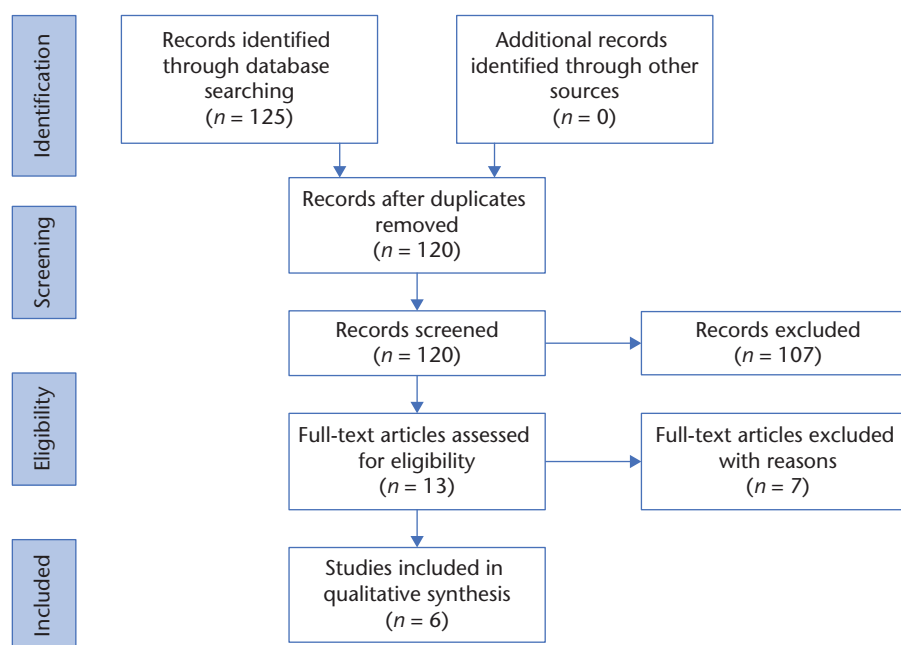 Identification
Records identified
through database
searching
(n = 125)
Additional records
identified through other
sources
(n = 0)
Records after duplicates
removed
(n = 120)
Screening
Records screened
(n = 120)
Records excluded
(n = 107)
Eligibility
Full-text articles assessed
for eligibility
(n = 13)
Full-text articles excluded
with reasons
(n = 7)
Included
Studies included in
qualitative synthesis
(n = 6)